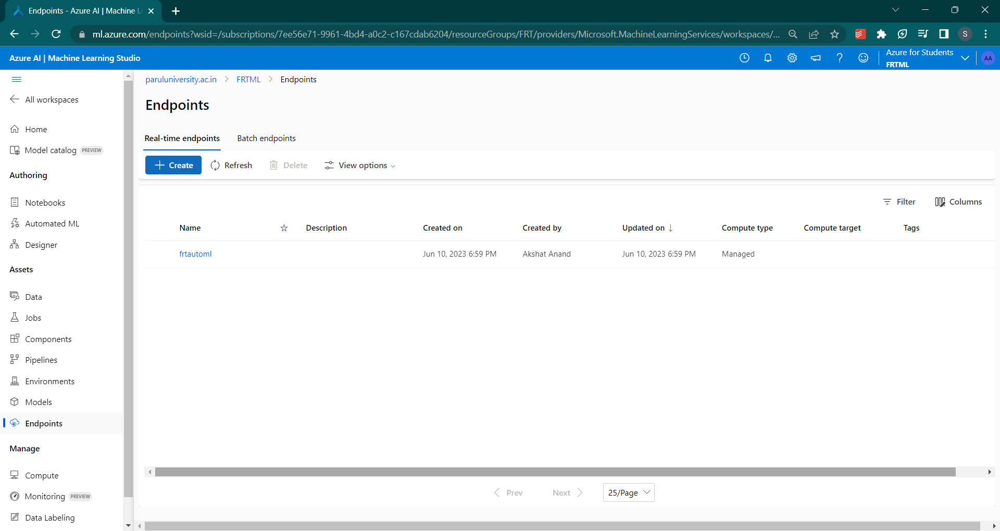 Endpoints - Azure AI | Machine L
ml.azure.com/endpoints?wsid=/subscriptions/7ee56e71-9961-4bd4-a0c2-c167cdab6204/resourceGroups/FRT/providers/Microsoft.MachineLearningServices/workspaces/...
S
Azure AI | Machine Learning Studio
Azure for Students
FRTML
AA
All workspaces
Home
Model catalog PREVIEW
Authoring
Notebooks
Automated ML
Designer
Assets
Data
Jobs
Components
Pipelines
Environments
Models
Endpoints
Manage
Compute
Monitoring PREVIEW
Data Labeling
paruluniversity.ac.in > FRTML > Endpoints
Endpoints
Real-time endpoints Batch endpoints
+ Create Refresh Delete View options
Filter Columns
Name Description Created on Created by Updated on ↓ Compute type Compute target Tags
frtautoml Jun 10, 2023 6:59 PM Akshat Anand Jun 10, 2023 6:59 PM Managed
< Prev Next > 25/Page